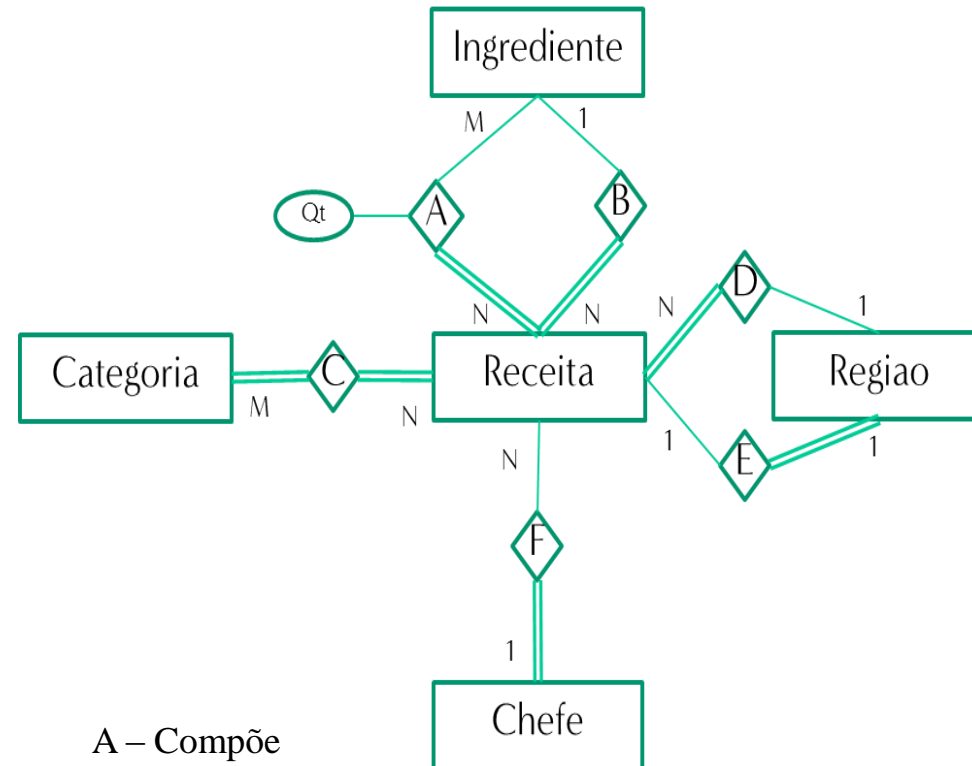 Ingrediente
M
1
Qt
A
B
N
N
D
N
1
Categoria
C
Receita
Regiao
M
N
1
E
1
N
F
1
Chefe
A – Compõe